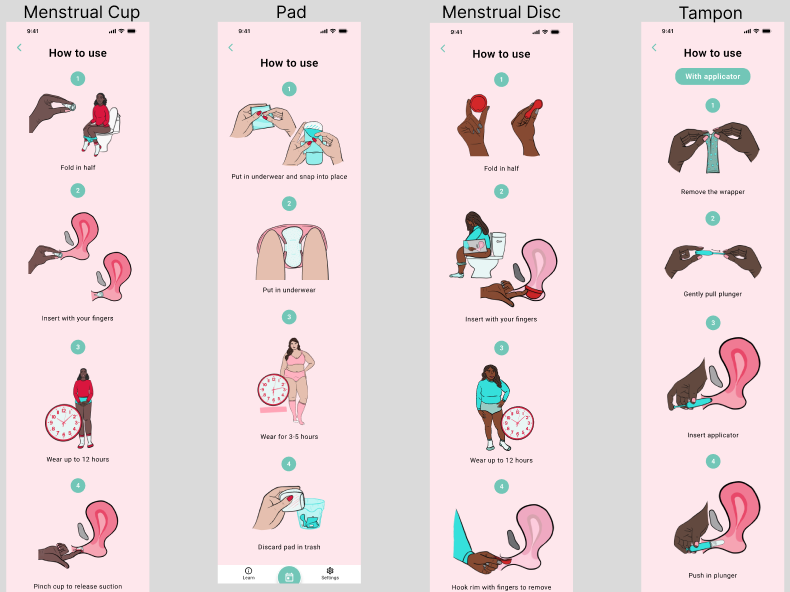 Menstrual Cup
9:41
How to use
1
Fold in half
2
Insert with your fingers
3
Wear up to 12 hours
4
Pinch cup to release suction
Pad
9:41
How to use
1
Put in underwear and snap into place
2
Put in underwear
3
Wear for 3-5 hours
4
Discard pad in trash
Learn
Settings
Menstrual Disc
9:41
How to use
1
Fold in half
2
Insert with your fingers
3
Wear up to 12 hours
4
Hook rim with fingers to remove
Tampon
9:41
How to use
With applicator
1
Remove the wrapper
2
Gently pull plunger
3
Insert applicator
4
Push in plunger